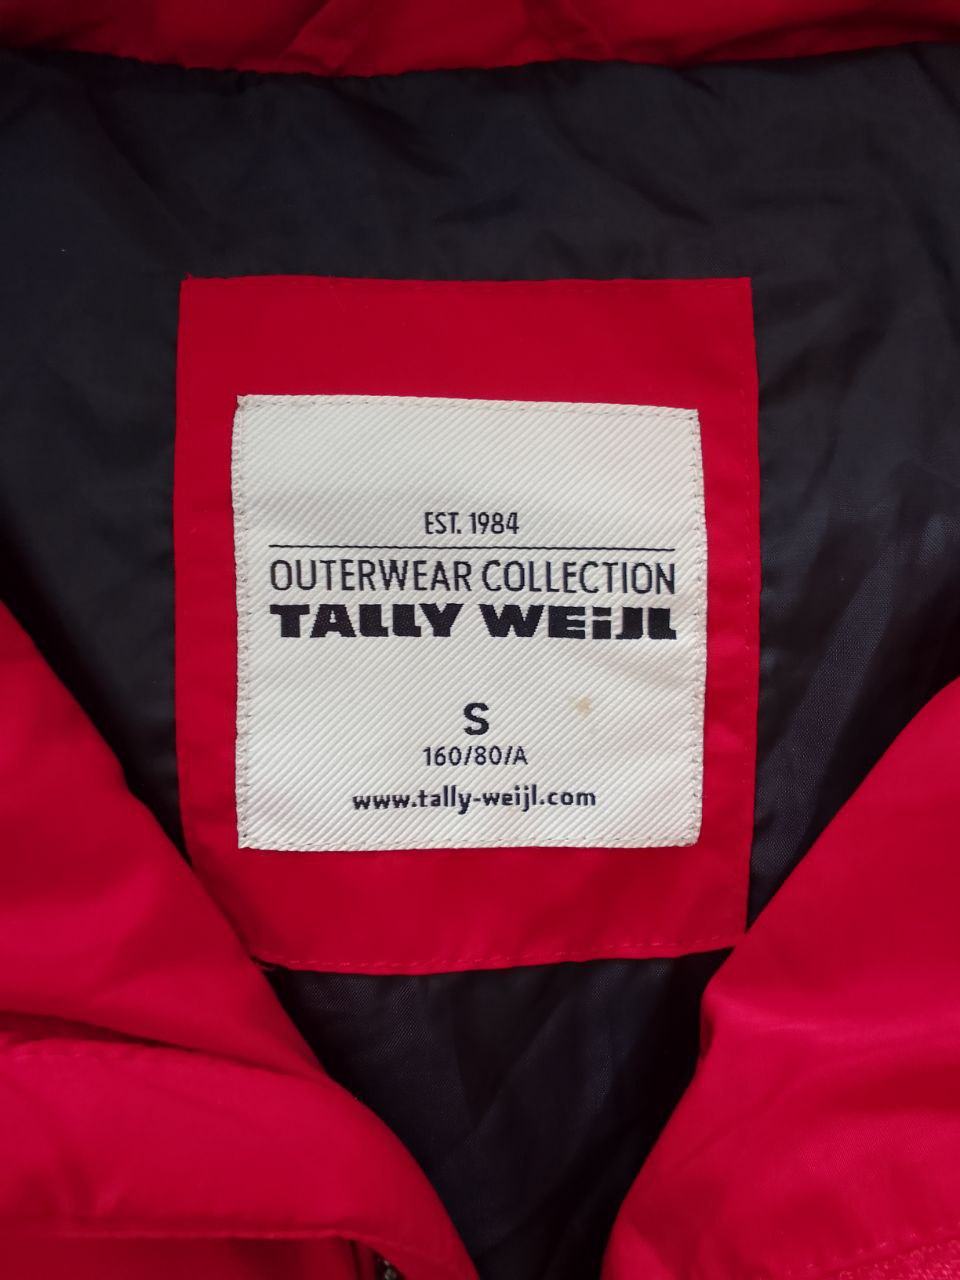 EST. 1984
OUTERWEAR COLLECTION
TALLY WEiJL
S
160/80/A
www.tally-weijl.com